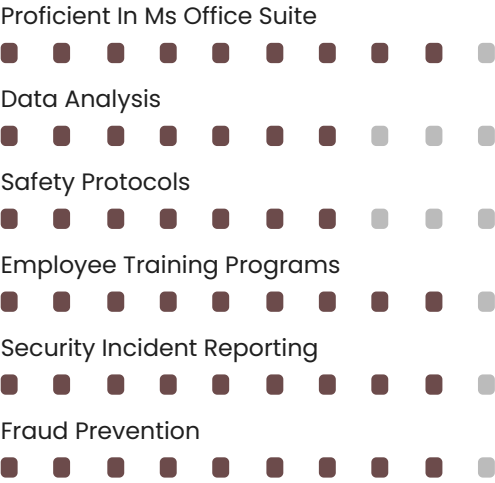 Proficient In Ms Office Suite
Data Analysis
Safety Protocols
Employee Training Programs
Security Incident Reporting
Fraud Prevention